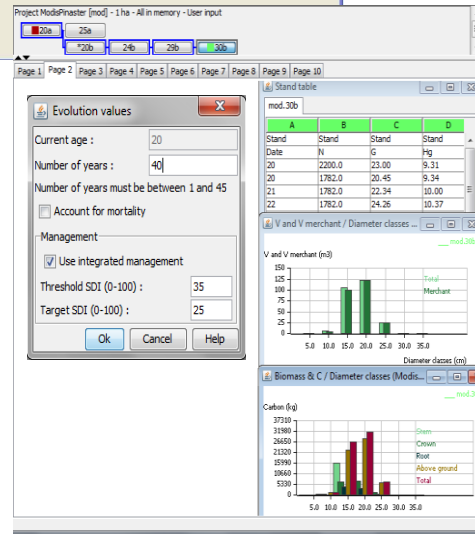 Project ModisPinaster [mod] - 1 ha - All in memory - User input
20a 25a
*20b 24b 29b 30b
Page 1 Page 2 Page 3 Page 4 Page 5 Page 6 Page 7 Page 8 Page 9 Page 10
Evolution values
Current age : 20
Number of years : 40
Number of years must be between 1 and 45
Account for mortality
Management
Use integrated management
Threshold SDI (0-100) : 35
Target SDI (0-100) : 25
Ok Cancel Help
Stand table
mod.30b
A B C D
Stand Stand Stand Stand
Date N G Hg
20 2200.0 23.00 9.31
20 1782.0 20.45 9.34
21 1782.0 22.34 10.00
22 1782.0 24.26 10.37
V and V merchant / Diameter classes ...
mod.30b
V and V merchant (m3)
150
125
100
75
50
25
0
Total
Merchant
5.0 10.0 15.0 20.0 25.0 30.0 35.0
Diameter classes (cm)
Biomass & C / Diameter classes (Modis...
mod.3
Carbon (kg)
37310
31980
26650
21320
15990
10660
5330
0
Stem
Crown
Root
Above ground
Total
5.0 10.0 15.0 20.0 25.0 30.0 35.0